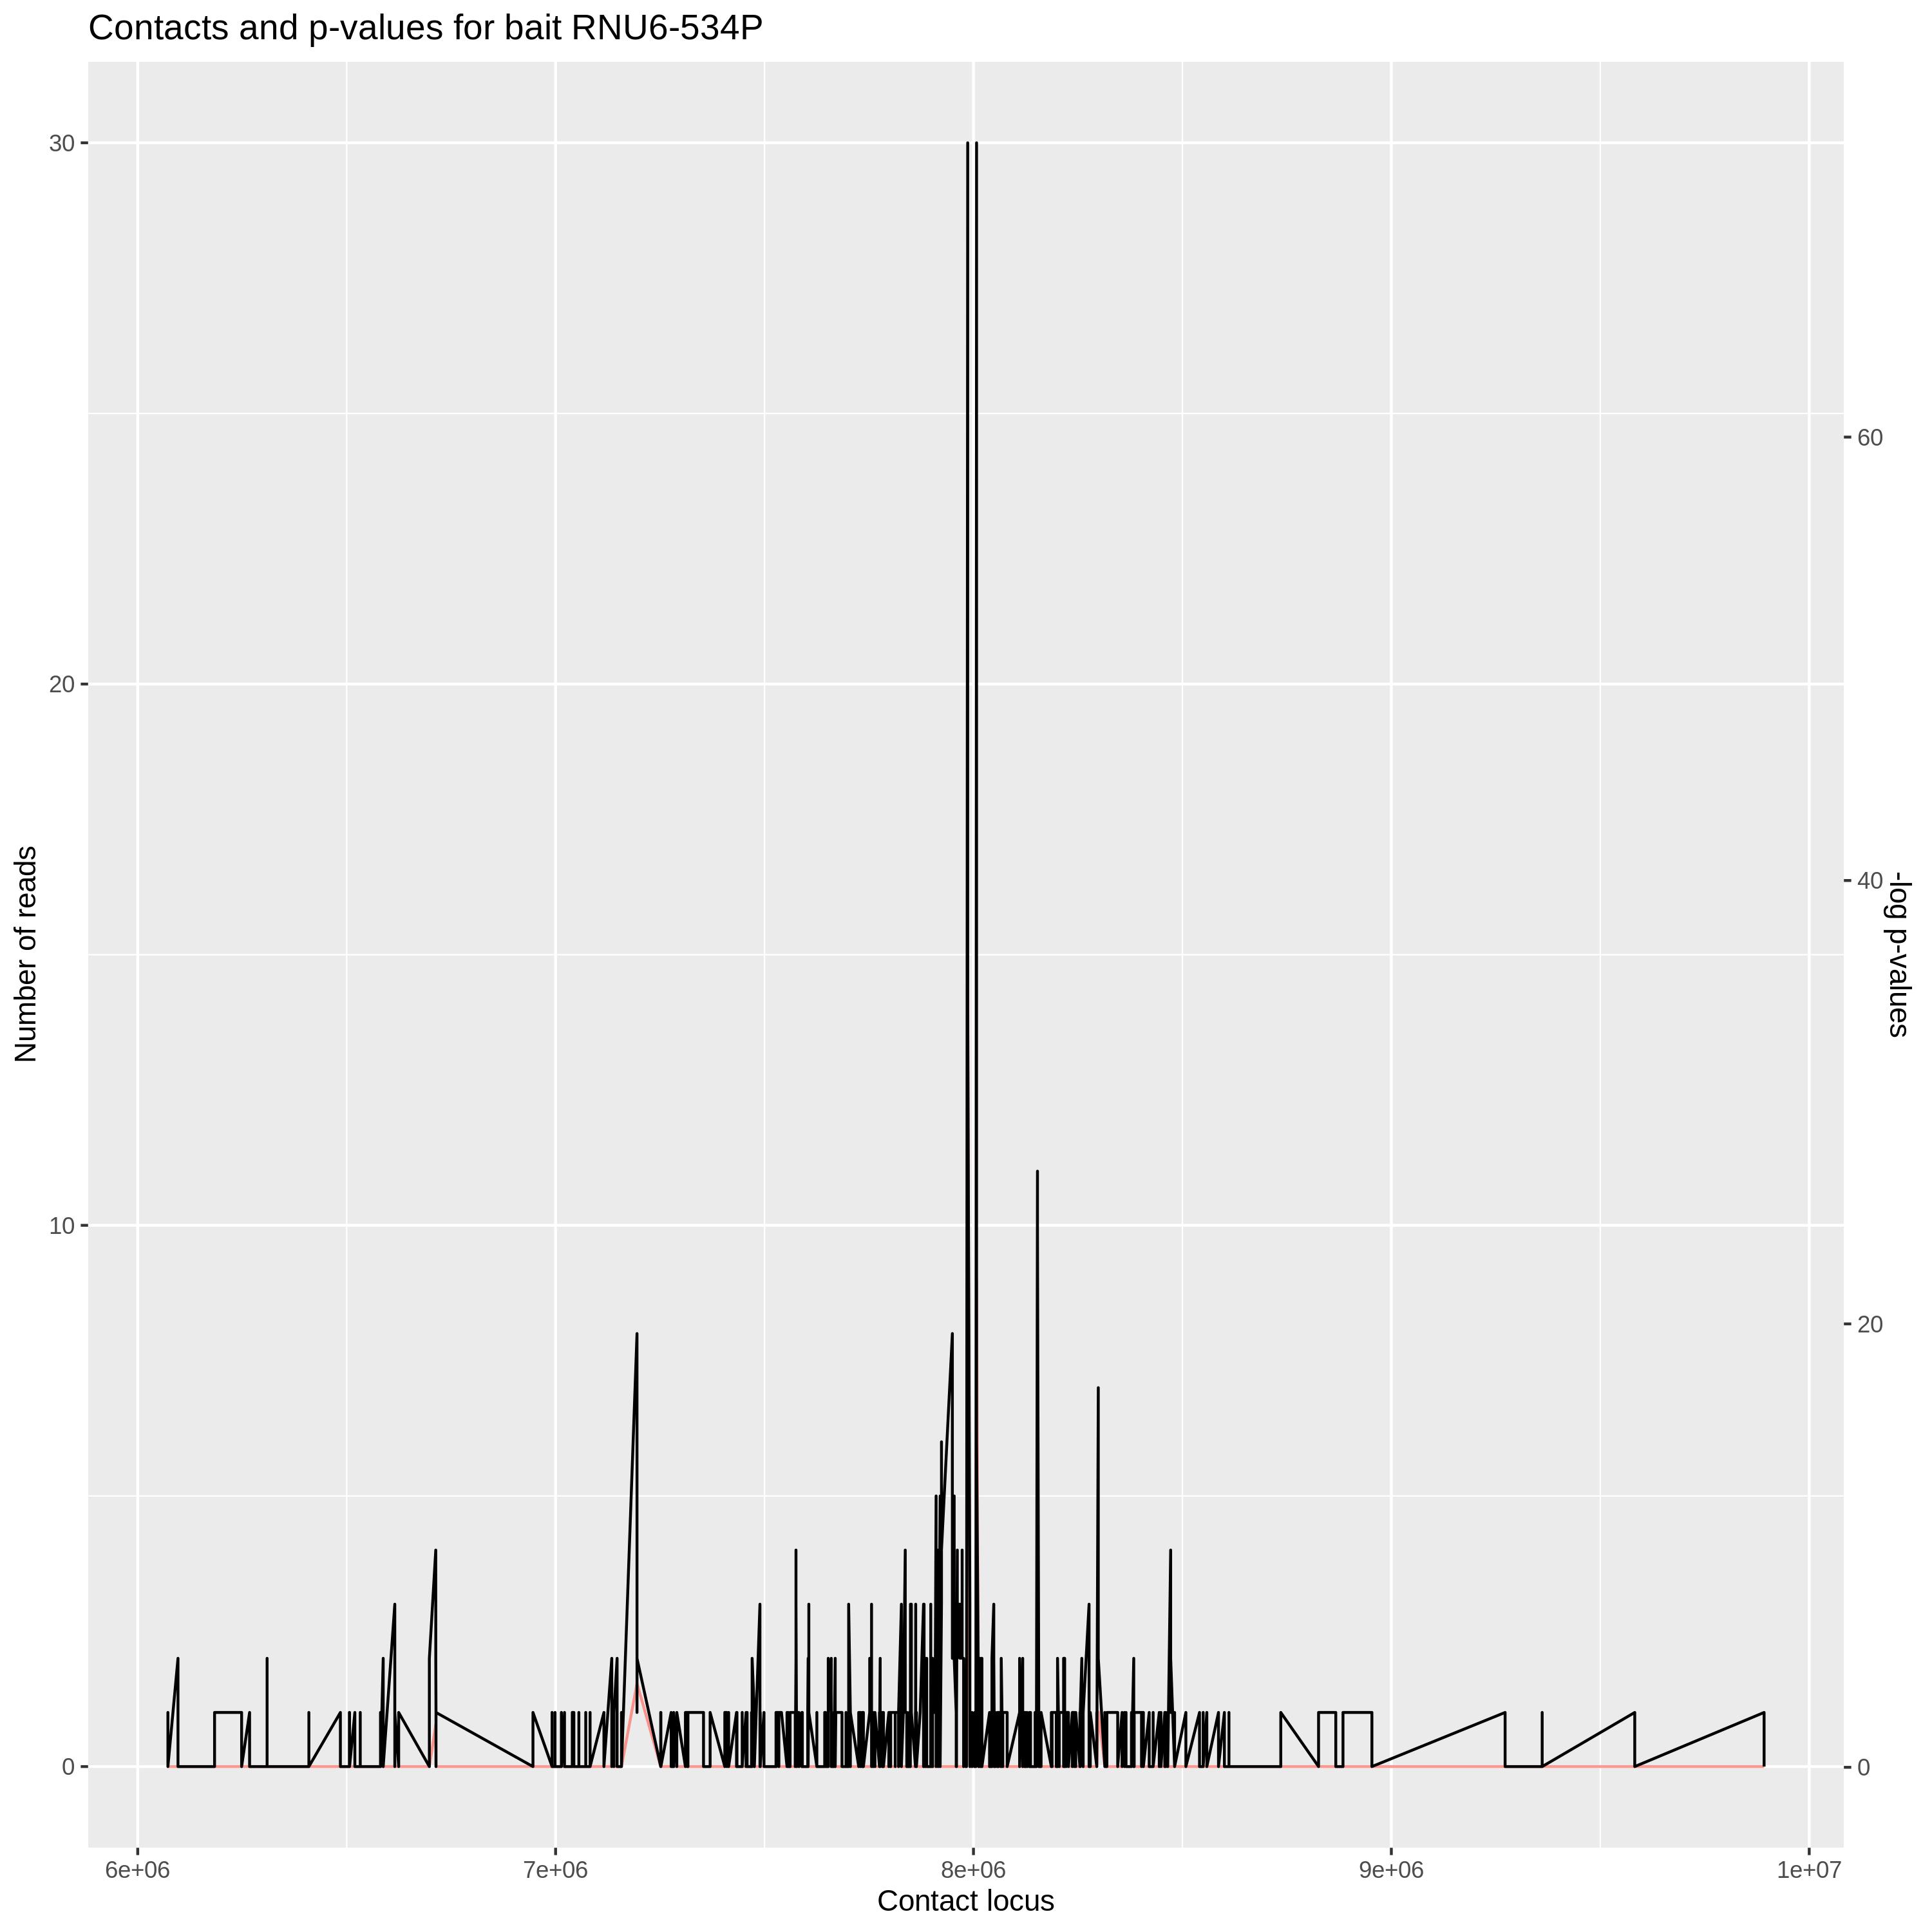 Contacts and p-values for bait RNU6-534P
30
20
10
0
Number of reads
60
40
20
0
-log p-values
6e+06 7e+06 8e+06 9e+06 1e+07
Contact locus